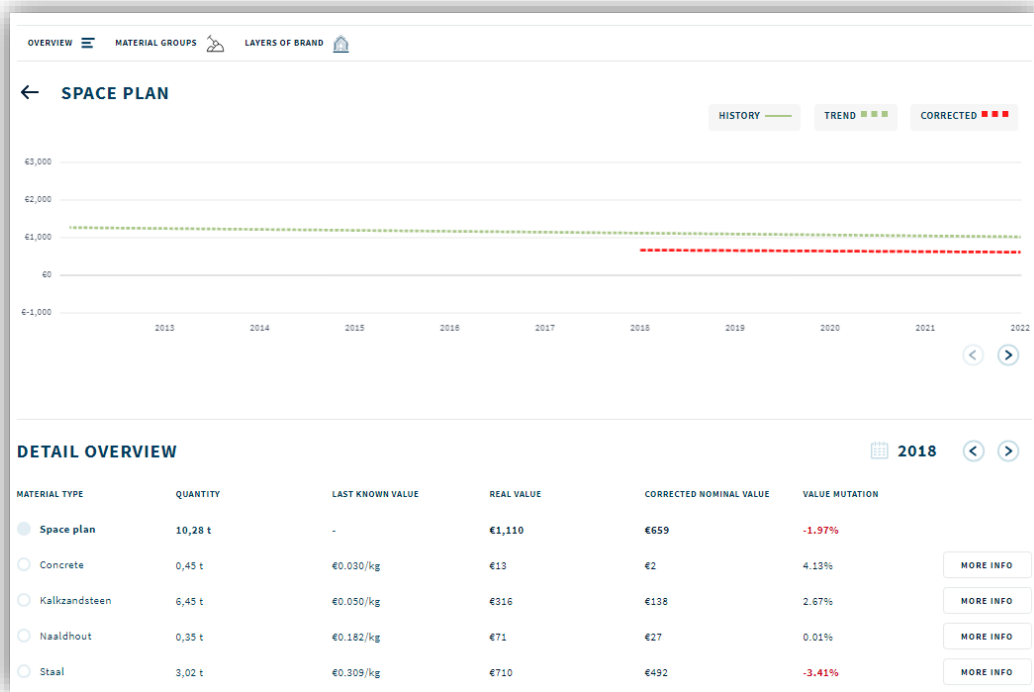 OVERVIEW MATERIAL GROUPS LAYERS OF BRAND
SPACE PLAN
HISTORY TREND CORRECTED
€3,000
€2,000
€1,000
€0
€-1,000
2013 2014 2015 2016 2017 2018 2019 2020 2021 2022
DETAIL OVERVIEW 2018
MATERIAL TYPE QUANTITY LAST KNOWN VALUE REAL VALUE CORRECTED NOMINAL VALUE VALUE MUTATION
Space plan 10,28 t - €1,110 €659 -1.97%
Concrete 0,45 t €0.030/kg €13 €2 4.13% MORE INFO
Kalkzandsteen 6,45 t €0.050/kg €316 €138 2.67% MORE INFO
Naaldhout 0,35 t €0.182/kg €71 €27 0.01% MORE INFO
Staal 3,02 t €0.309/kg €710 €492 -3.41% MORE INFO